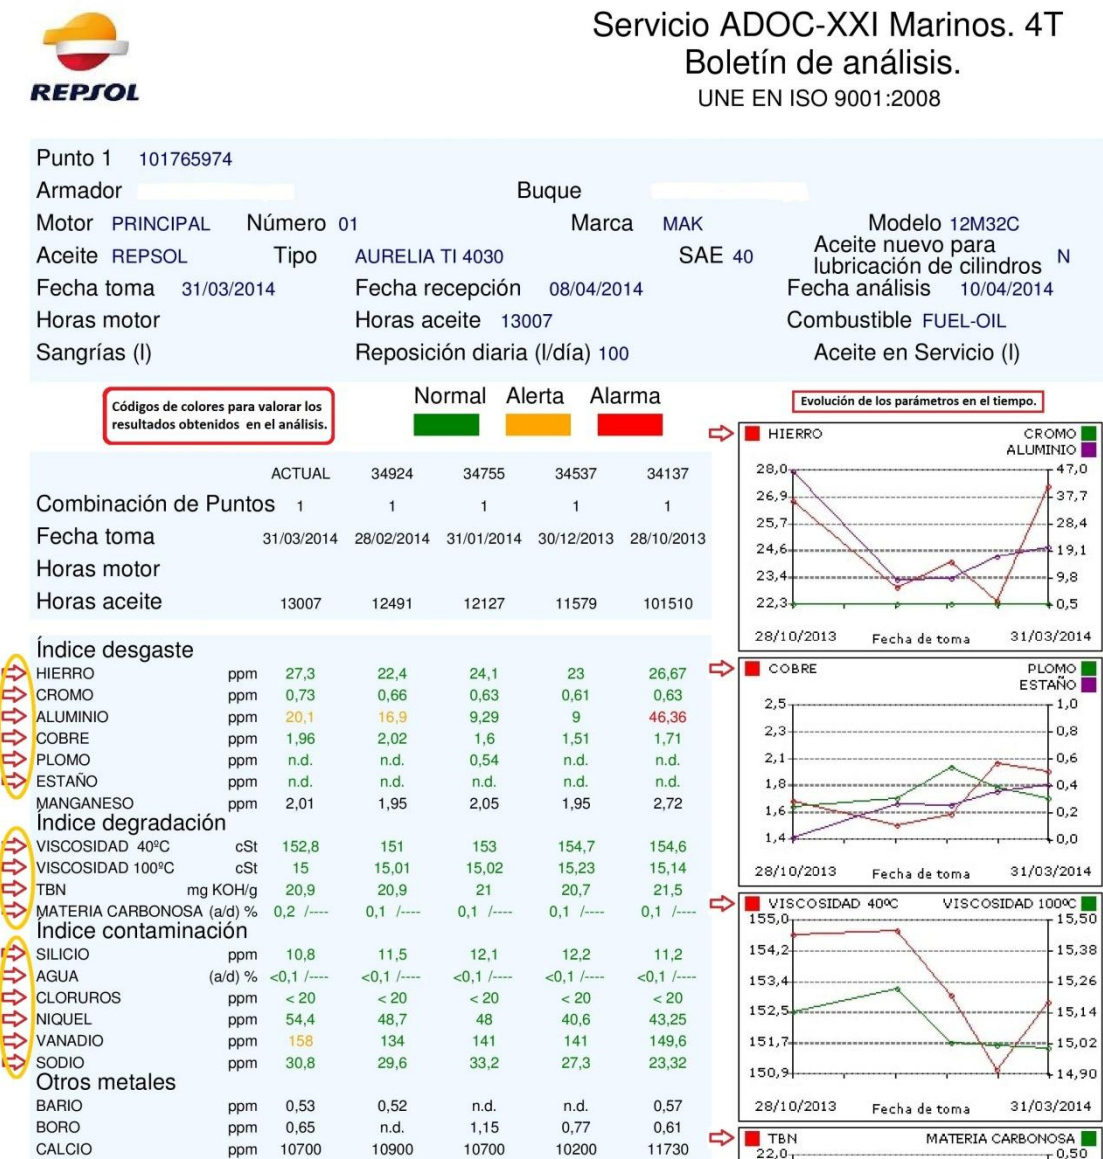 REPSOL
Servicio ADOC-XXI Marinos. 4T
Boletín de análisis.
UNE EN ISO 9001:2008
Punto 1 101765974
Armador Buque
Motor PRINCIPAL Número 01 Marca MAK Modelo 12M32C
Aceite REPSOL Tipo AURELIA TI 4030 SAE 40 Aceite nuevo para lubricación de cilindros N
Fecha toma 31/03/2014 Fecha recepción 08/04/2014 Fecha análisis 10/04/2014
Horas motor Horas aceite 13007 Combustible FUEL-OIL
Sangrías (l) Reposición diaria (l/día) 100 Aceite en Servicio (l)
Códigos de colores para valorar los
resultados obtenidos en el análisis.
Normal Alerta Alarma
ACTUAL 34924 34755 34537 34137
Combinación de Puntos 1 1 1 1 1
Fecha toma 31/03/2014 28/02/2014 31/01/2014 30/12/2013 28/10/2013
Horas motor
Horas aceite 13007 12491 12127 11579 101510
Índice desgaste
HIERRO ppm 27,3 22,4 24,1 23 26,67
CROMO ppm 0,73 0,66 0,63 0,61 0,63
ALUMINIO ppm 20,1 16,9 9,29 9 46,36
COBRE ppm 1,96 2,02 1,6 1,51 1,71
PLOMO ppm n.d. n.d. 0,54 n.d. n.d.
ESTAÑO ppm n.d. n.d. n.d. n.d. n.d.
MANGANESO ppm 2,01 1,95 2,05 1,95 2,72
Índice degradación
VISCOSIDAD 40ºC cSt 152,8 151 153 154,7 154,6
VISCOSIDAD 100ºC cSt 15 15,01 15,02 15,23 15,14
TBN mg KOH/g 20,9 20,9 21 20,7 21,5
MATERIA CARBONOSA (a/d) % 0,2 /---- 0,1 /---- 0,1 /---- 0,1 /---- 0,1 /----
Índice contaminación
SILICIO ppm 10,8 11,5 12,1 12,2 11,2
AGUA (a/d) % <0,1 /---- <0,1 /---- <0,1 /---- <0,1 /---- <0,1 /----
CLORUROS ppm < 20 < 20 < 20 < 20 < 20
NIQUEL ppm 54,4 48,7 48 40,6 43,25
VANADIO ppm 158 134 141 141 149,6
SODIO ppm 30,8 29,6 33,2 27,3 23,32
Otros metales
BARIO ppm 0,53 0,52 n.d. n.d. 0,57
BORO ppm 0,65 n.d. 1,15 0,77 0,61
CALCIO ppm 10700 10900 10700 10200 11730
Evolución de los parámetros en el tiempo.
HIERRO CROMO
ALUMINIO
28,0 47,0
26,9 37,7
25,7 28,4
24,6 19,1
23,4 9,8
22,3 0,5
28/10/2013 Fecha de toma 31/03/2014
COBRE PLOMO
ESTAÑO
2,5 1,0
2,3 0,8
2,1 0,6
1,8 0,4
1,6 0,2
1,4 0,0
28/10/2013 Fecha de toma 31/03/2014
VISCOSIDAD 40ºC VISCOSIDAD 100ºC
155,0 15,50
154,2 15,38
153,4 15,26
152,5 15,14
151,7 15,02
150,9 14,90
28/10/2013 Fecha de toma 31/03/2014
TBN MATERIA CARBONOSA
22,0 0,50